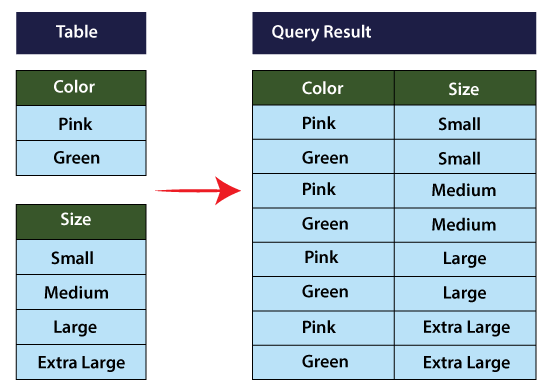 Table
Query Result
Color
Pink
Green
Size
Small
Medium
Large
Extra Large
Color Size
Pink Small
Green Small
Pink Medium
Green Medium
Pink Large
Green Large
Pink Extra Large
Green Extra Large